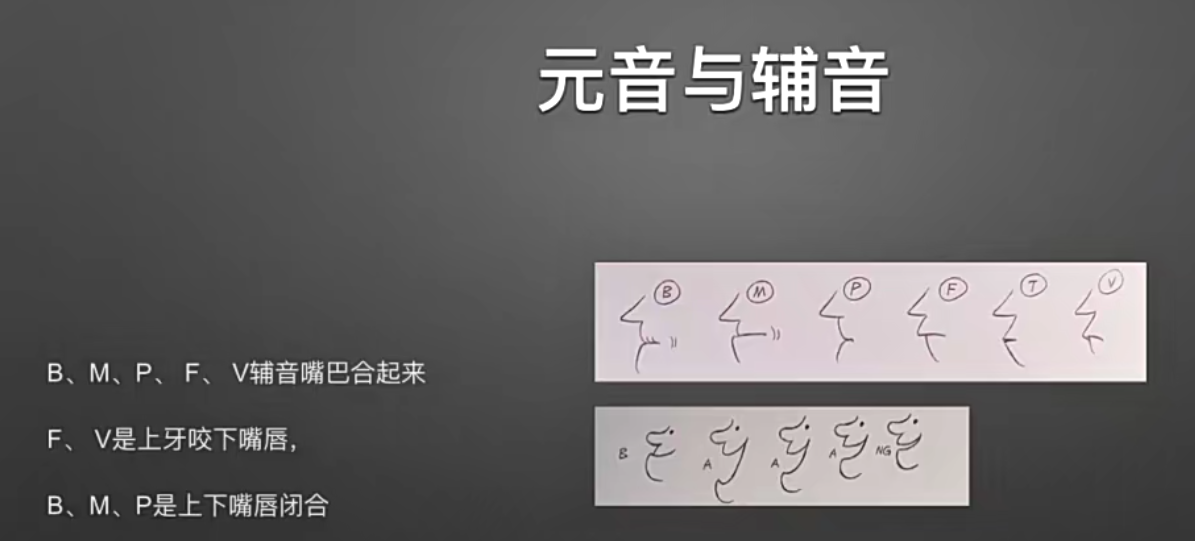 元音与辅音
B M P F T V
B、M、P、 F、 V辅音嘴巴合起来
B A A A NG
F、 V是上牙咬下嘴唇，
B、M、P是上下嘴唇闭合